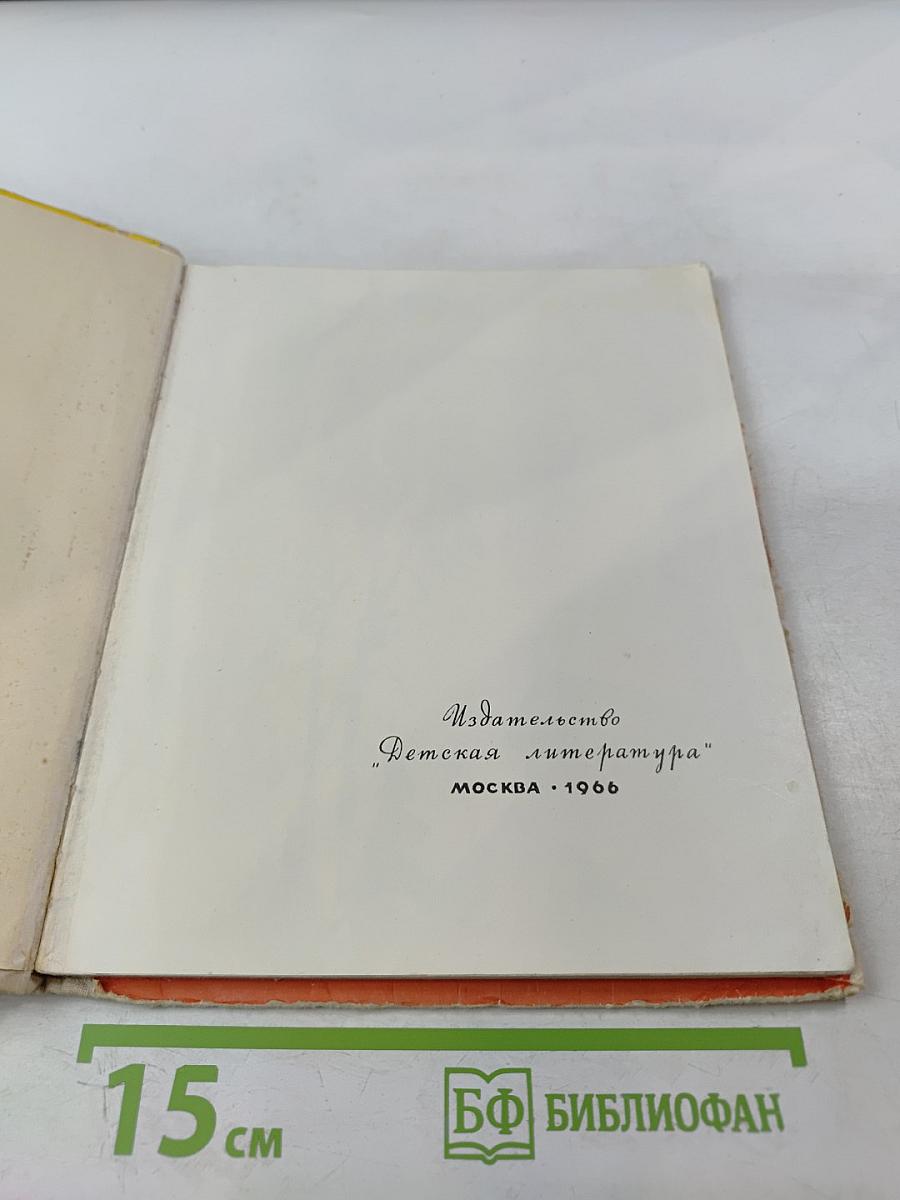 Издательство
„Детская литература"
МОСКВА • 1966
15 см
БФ БИБЛИОФАН